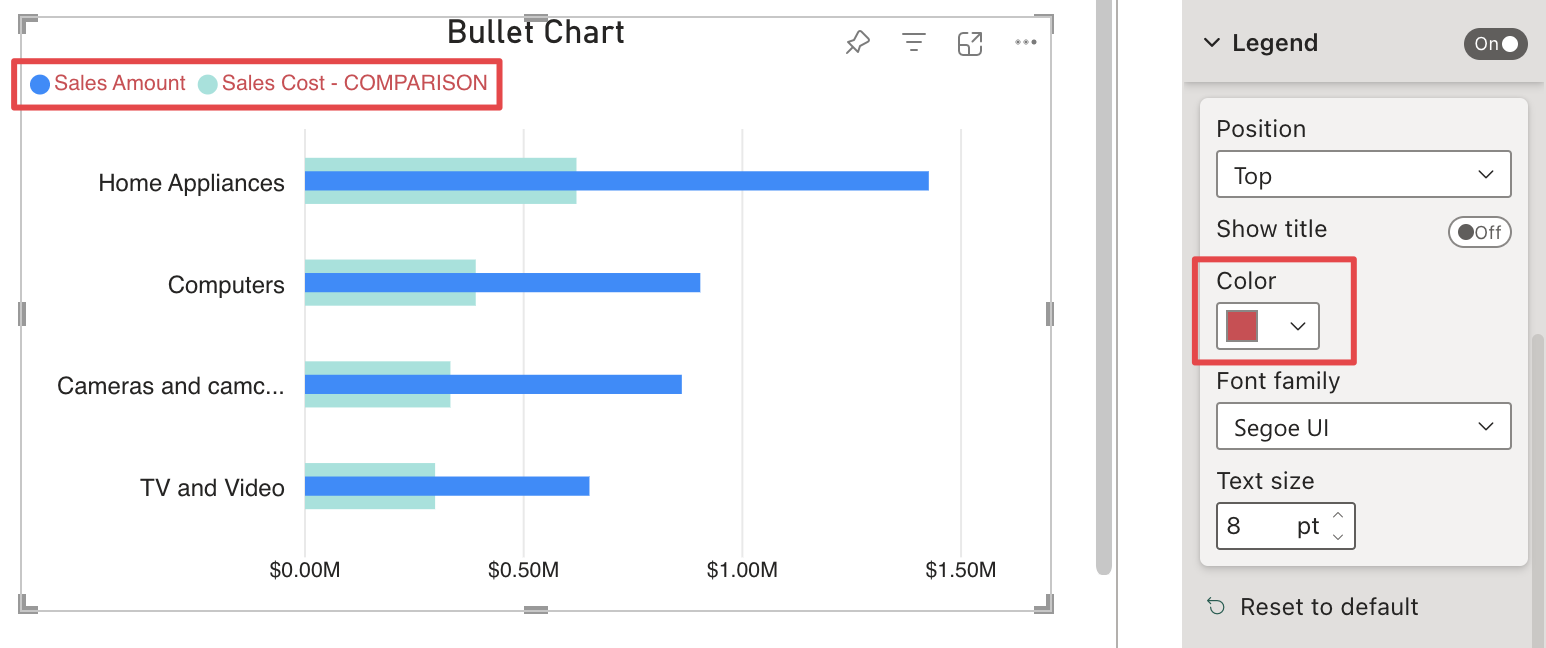 Bullet Chart
Sales Amount Sales Cost - COMPARISON
Home Appliances
Computers
Cameras and camc...
TV and Video
$0.00M $0.50M $1.00M $1.50M
Legend On
Position
Top
Show title Off
Color
Font family
Segoe UI
Text size
8 pt
Reset to default